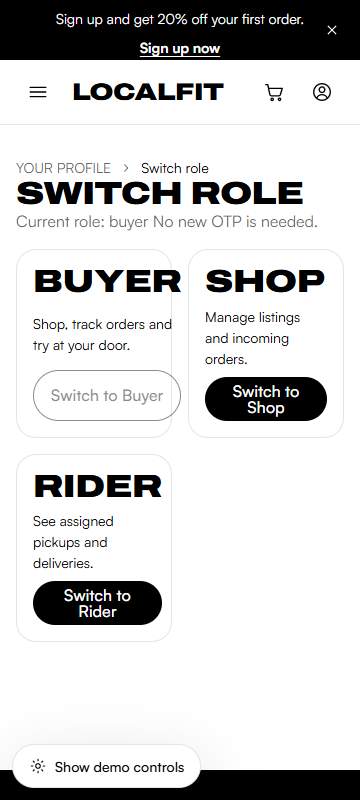 Sign up and get 20% off your first order.
Sign up now
LOCALFIT
YOUR PROFILE > Switch role
SWITCH ROLE
Current role: buyer No new OTP is needed.
BUYER
Shop, track orders and
try at your door.
Switch to Buyer
SHOP
Manage listings
and incoming
orders.
Switch to
Shop
RIDER
See assigned
pickups and
deliveries.
Switch to
Rider
Show demo controls